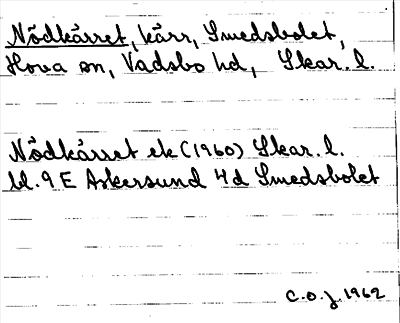 Nödkärret, kärr, Smedsbolet,
Hova sn, Vadsbo hd, Skar. l.
Nödkärret ek (1960) Skar. l.
bl. 9 E Askersund 4d Smedsbolet
C.O.J. 1962